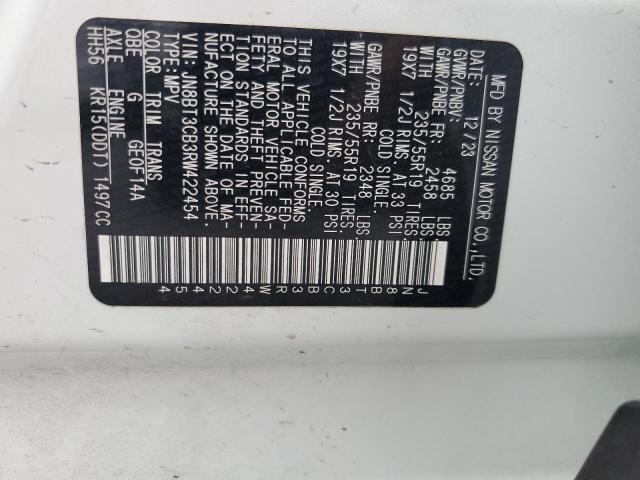 MFD BY NISSAN MOTOR CO.,LTD.
DATE: 12/23
GVWR/PNBV: 4685 LBS
GAWR/PNBE FR: 2458 LBS.
235/55R19 TIRES.
19X7 1/2J RIMS. AT 33 PSI
COLD SINGLE.
GAWR/PNBE RR: 2348 LBS.
235/55R19 TIRES.
19X7 1/2J RIMS. AT 30 PSI
COLD SINGLE.
THIS VEHICLE CONFORMS
TO ALL APPLICABLE FED-
ERAL MOTOR VEHICLE SA-
FETY AND THEFT PREVEN-
TION STANDARDS IN EFF-
ECT ON THE DATE OF MA-
NUFACTURE SHOWN ABOVE.
JN8BT3CB3RW422454
TYPE:MPV
COLOR TRIM TRANS
QBE G GE0FT4A
AXLE ENGINE
HH56 KR15(DDT) 1497CC
JN8BT3CB3RW422454